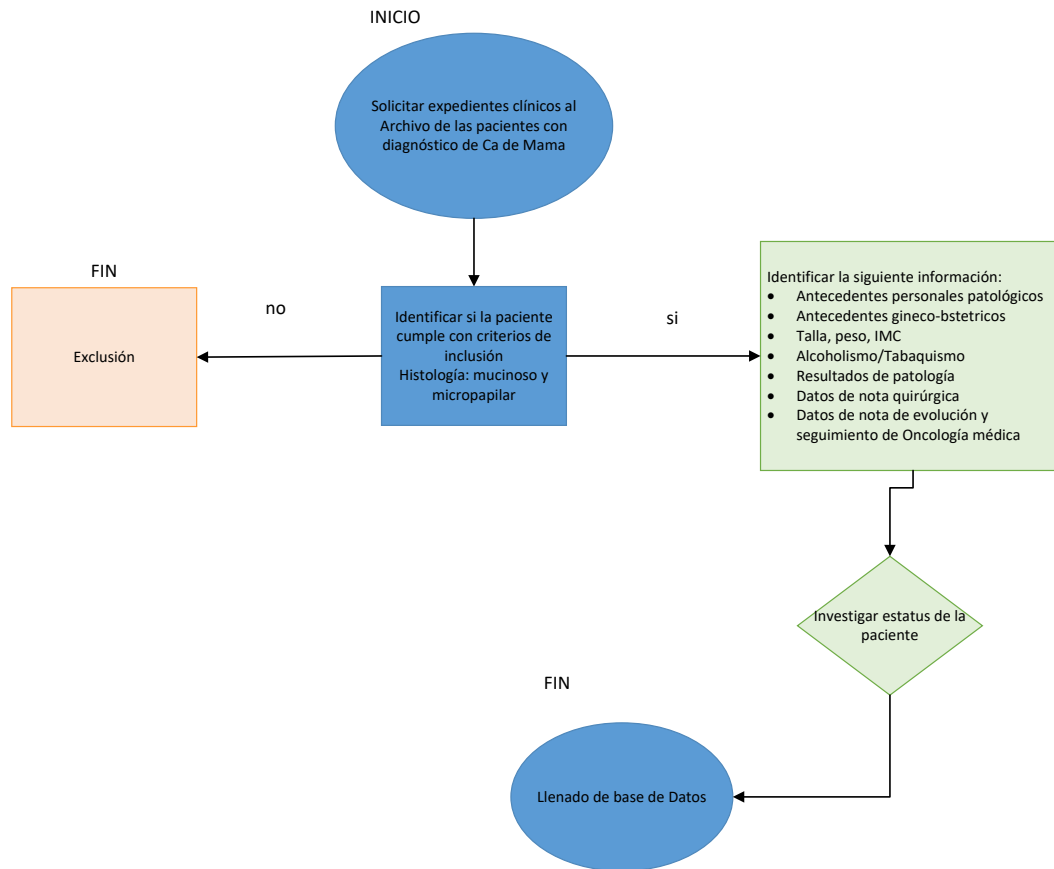 INICIO
Solicitar expedientes clínicos al
Archivo de las pacientes con
diagnóstico de Ca de Mama
FIN
Exclusión
no
Identificar si la paciente
cumple con criterios de
inclusión
Histología: mucinoso y
micropapilar
si
Identificar la siguiente información:
• Antecedentes personales patológicos
• Antecedentes gineco-bstetricos
• Talla, peso, IMC
• Alcoholismo/Tabaquismo
• Resultados de patología
• Datos de nota quirúrgica
• Datos de nota de evolución y
seguimiento de Oncología médica
Investigar estatus de la
paciente
FIN
Llenado de base de Datos